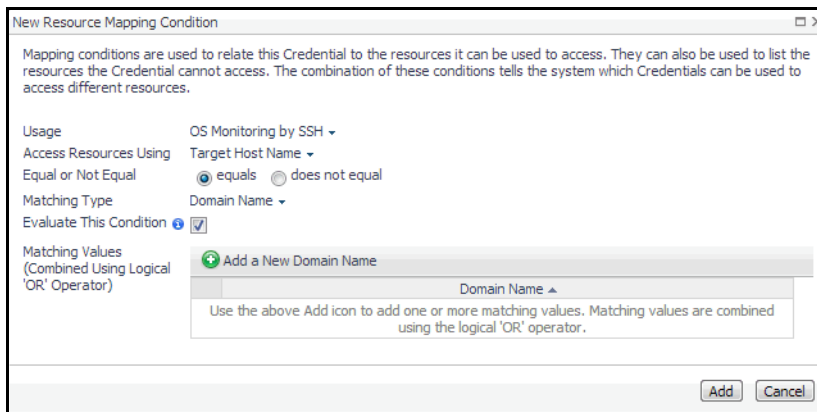 New Resource Mapping Condition
Mapping conditions are used to relate this Credential to the resources it can be used to access. They can also be used to list the
resources the Credential cannot access. The combination of these conditions tells the system which Credentials can be used to
access different resources.
Usage OS Monitoring by SSH
Access Resources Using Target Host Name
Equal or Not Equal equals does not equal
Matching Type Domain Name
Evaluate This Condition
Matching Values
(Combined Using Logical
'OR' Operator)
Add a New Domain Name
Domain Name
Use the above Add icon to add one or more matching values. Matching values are combined
using the logical 'OR' operator.
Add Cancel